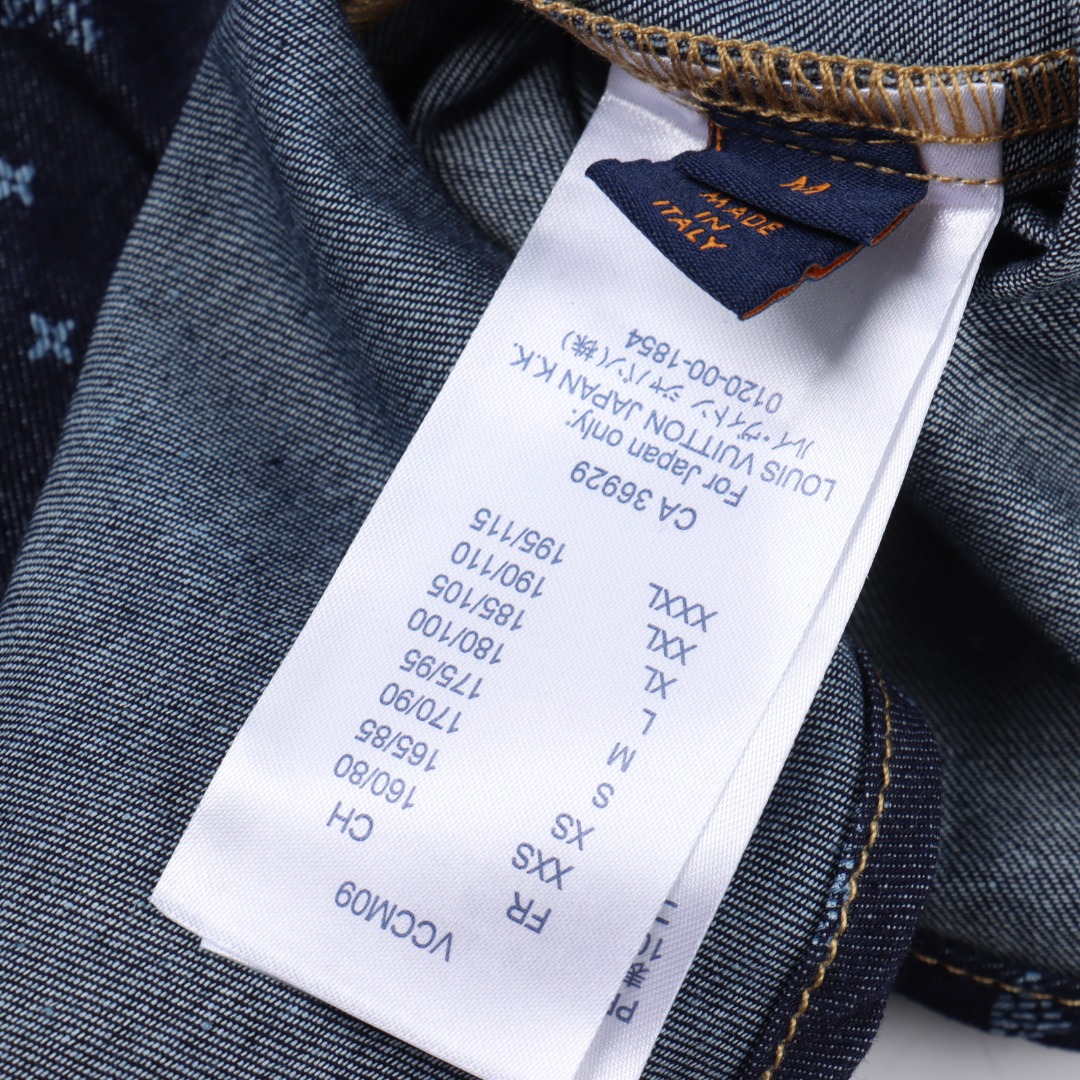 M
MADE
IN
ITALY
VCCM09
FR CH
XXS 160/80
XS 165/85
S 170/90
M 175/95
L 180/100
XL 185/105
XXL 190/110
XXXL 195/115
CA 36929
For Japan only:
LOUIS VUITTON JAPAN K.K.
ルイ・ヴィトン ジャパン(株)
0120-00-1854